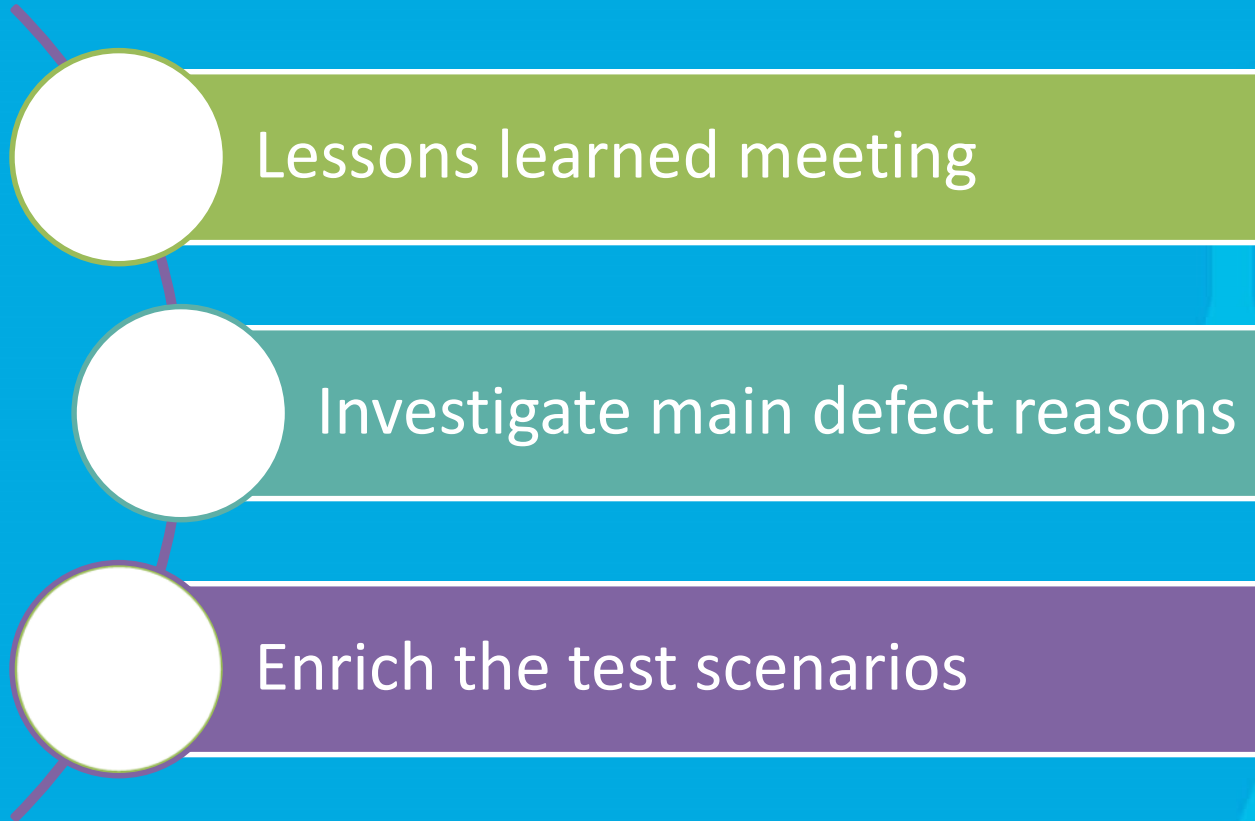 Lessons learned meeting
Investigate main defect reasons
Enrich the test scenarios